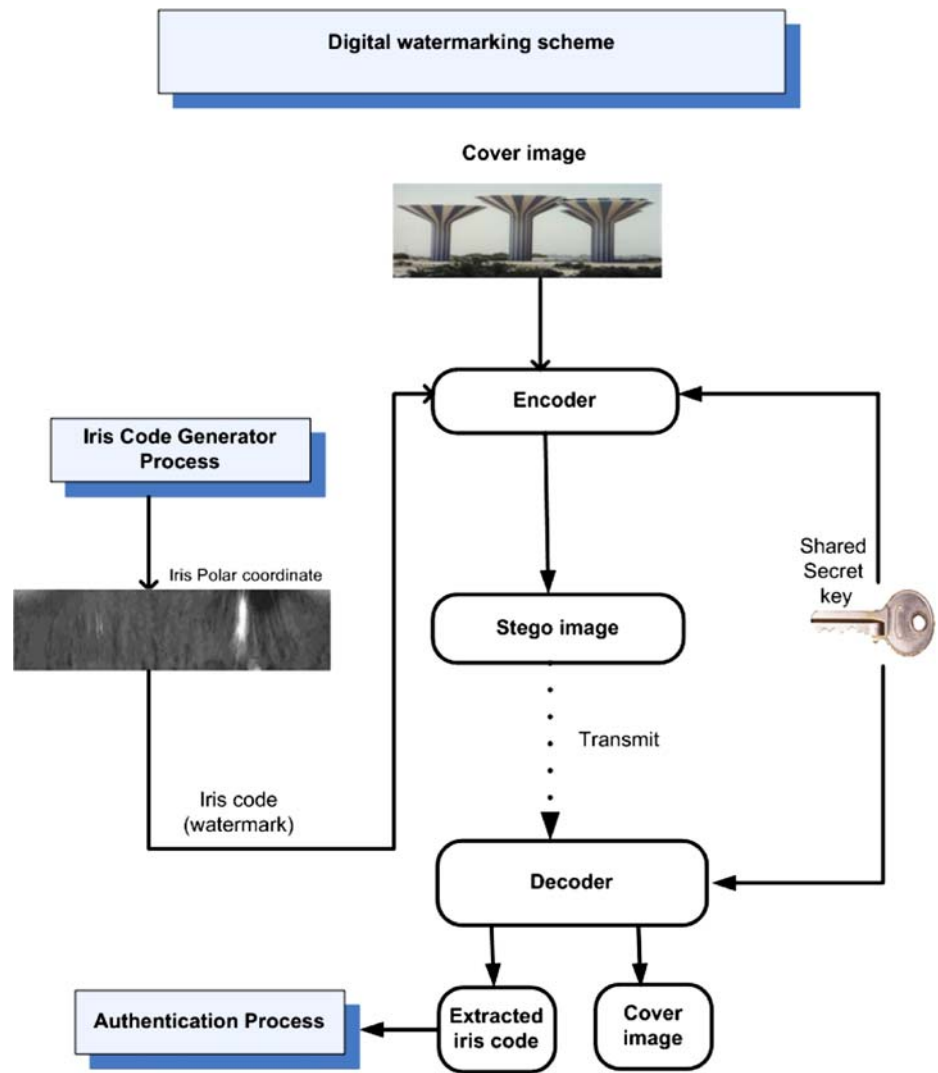 Digital watermarking scheme
Cover image
Encoder
Iris Code Generator
Process
Iris Polar coordinate
Shared
Secret
key
Stego image
Transmit
Iris code
(watermark)
Decoder
Extracted
iris code
Cover
image
Authentication Process